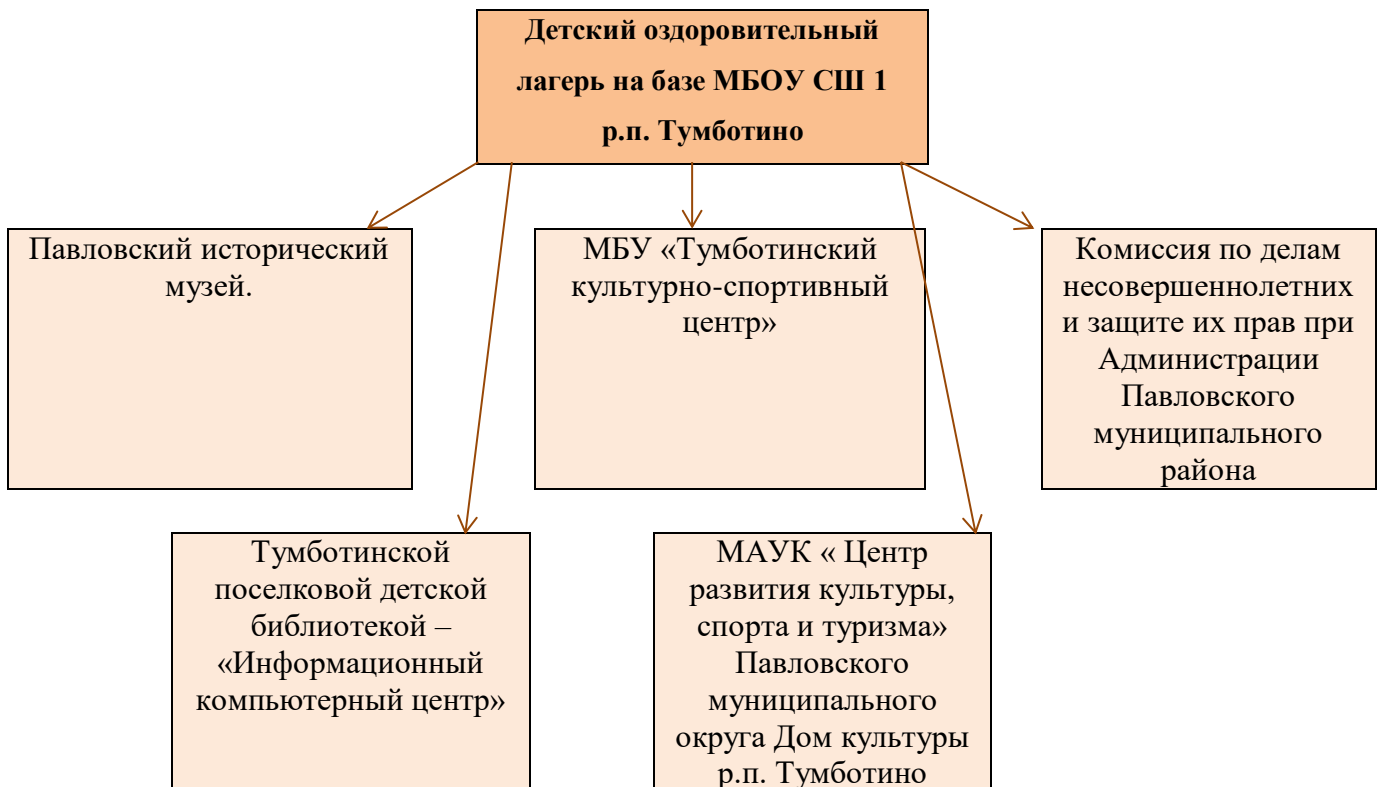 Детский оздоровительный
лагерь на базе МБОУ СШ 1
р.п. Тумботино
Павловский исторический
музей.
МБУ «Тумботинский
культурно-спортивный
центр»
Комиссия по делам
несовершеннолетних
и защите их прав при
Администрации
Павловского
муниципального
района
Тумботинской
поселковой детской
библиотекой –
«Информационный
компьютерный центр»
МАУК « Центр
развития культуры,
спорта и туризма»
Павловского
муниципального
округа Дом культуры
р.п. Тумботино